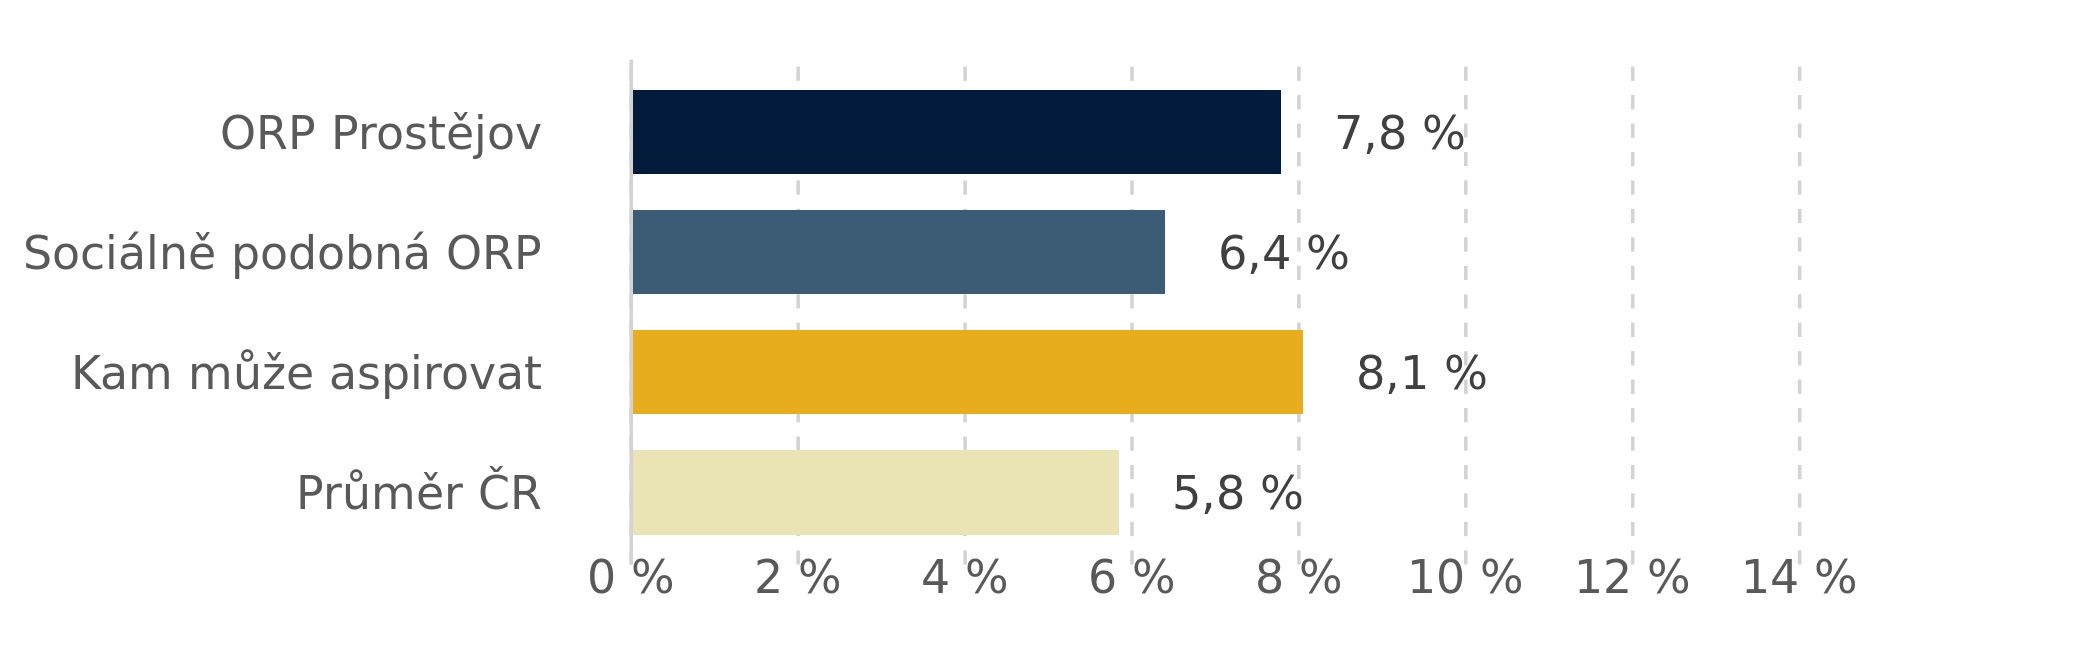 ORP Prostějov 7,8 %
Sociálně podobná ORP 6,4 %
Kam může aspirovat 8,1 %
Průměr ČR 5,8 %
0 % 2 % 4 % 6 % 8 % 10 % 12 % 14 %